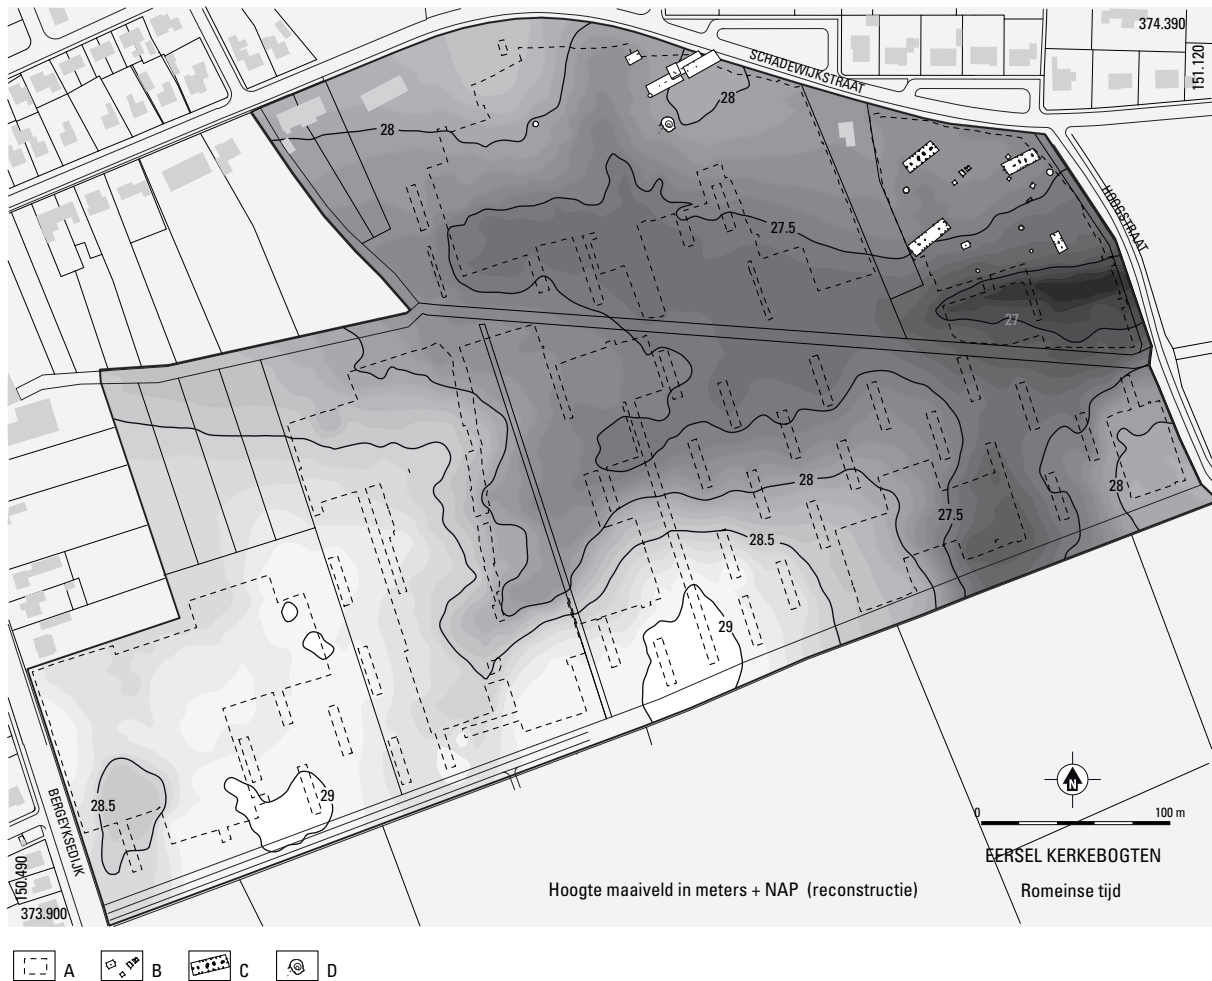 374.390
151.120
SCHADEWIJKSTRAAT
28
28
HOOGSTRAAT
27.5
27
28
28
27.5
28.5
29
28.5
29
BERGEYKSEDIJK
N
0 100 m
EERSEL KERKEBOGTEN
Hoogte maaiveld in meters + NAP (reconstructie)
Romeinse tijd
150.490
373.900
A B C D